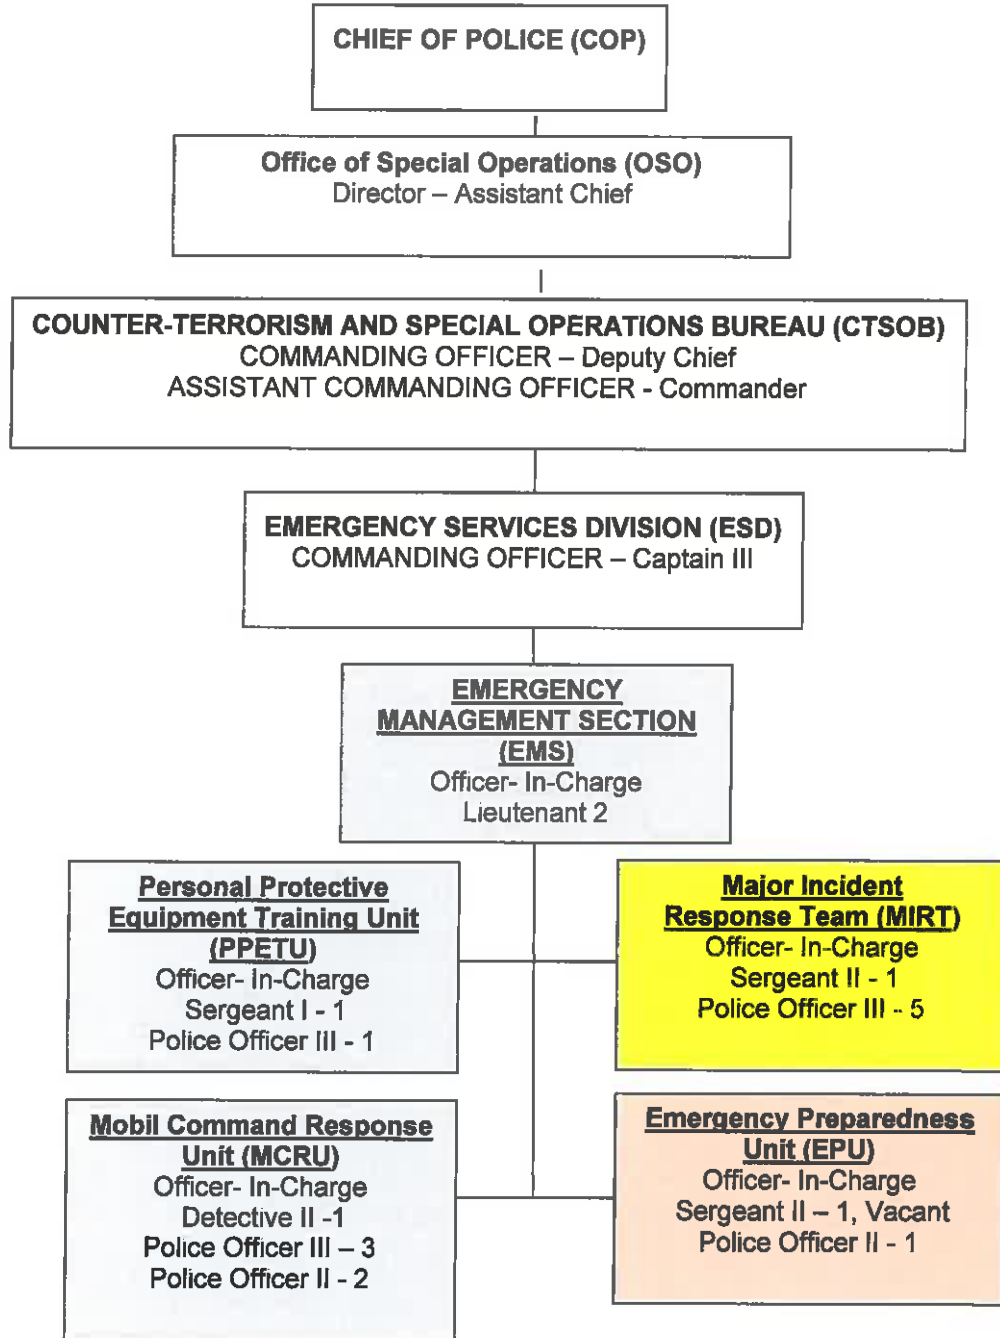 CHIEF OF POLICE (COP)
Office of Special Operations (OSO)
Director – Assistant Chief
COUNTER-TERRORISM AND SPECIAL OPERATIONS BUREAU (CTSOB)
COMMANDING OFFICER – Deputy Chief
ASSISTANT COMMANDING OFFICER - Commander
EMERGENCY SERVICES DIVISION (ESD)
COMMANDING OFFICER – Captain III
EMERGENCY
MANAGEMENT SECTION
(EMS)
Officer- In-Charge
Lieutenant 2
Personal Protective
Equipment Training Unit
(PPETU)
Officer- In-Charge
Sergeant I - 1
Police Officer III - 1
Major Incident
Response Team (MIRT)
Officer- In-Charge
Sergeant II - 1
Police Officer III - 5
Mobil Command Response
Unit (MCRU)
Officer- In-Charge
Detective II -1
Police Officer III – 3
Police Officer II - 2
Emergency Preparedness
Unit (EPU)
Officer- In-Charge
Sergeant II – 1, Vacant
Police Officer II - 1